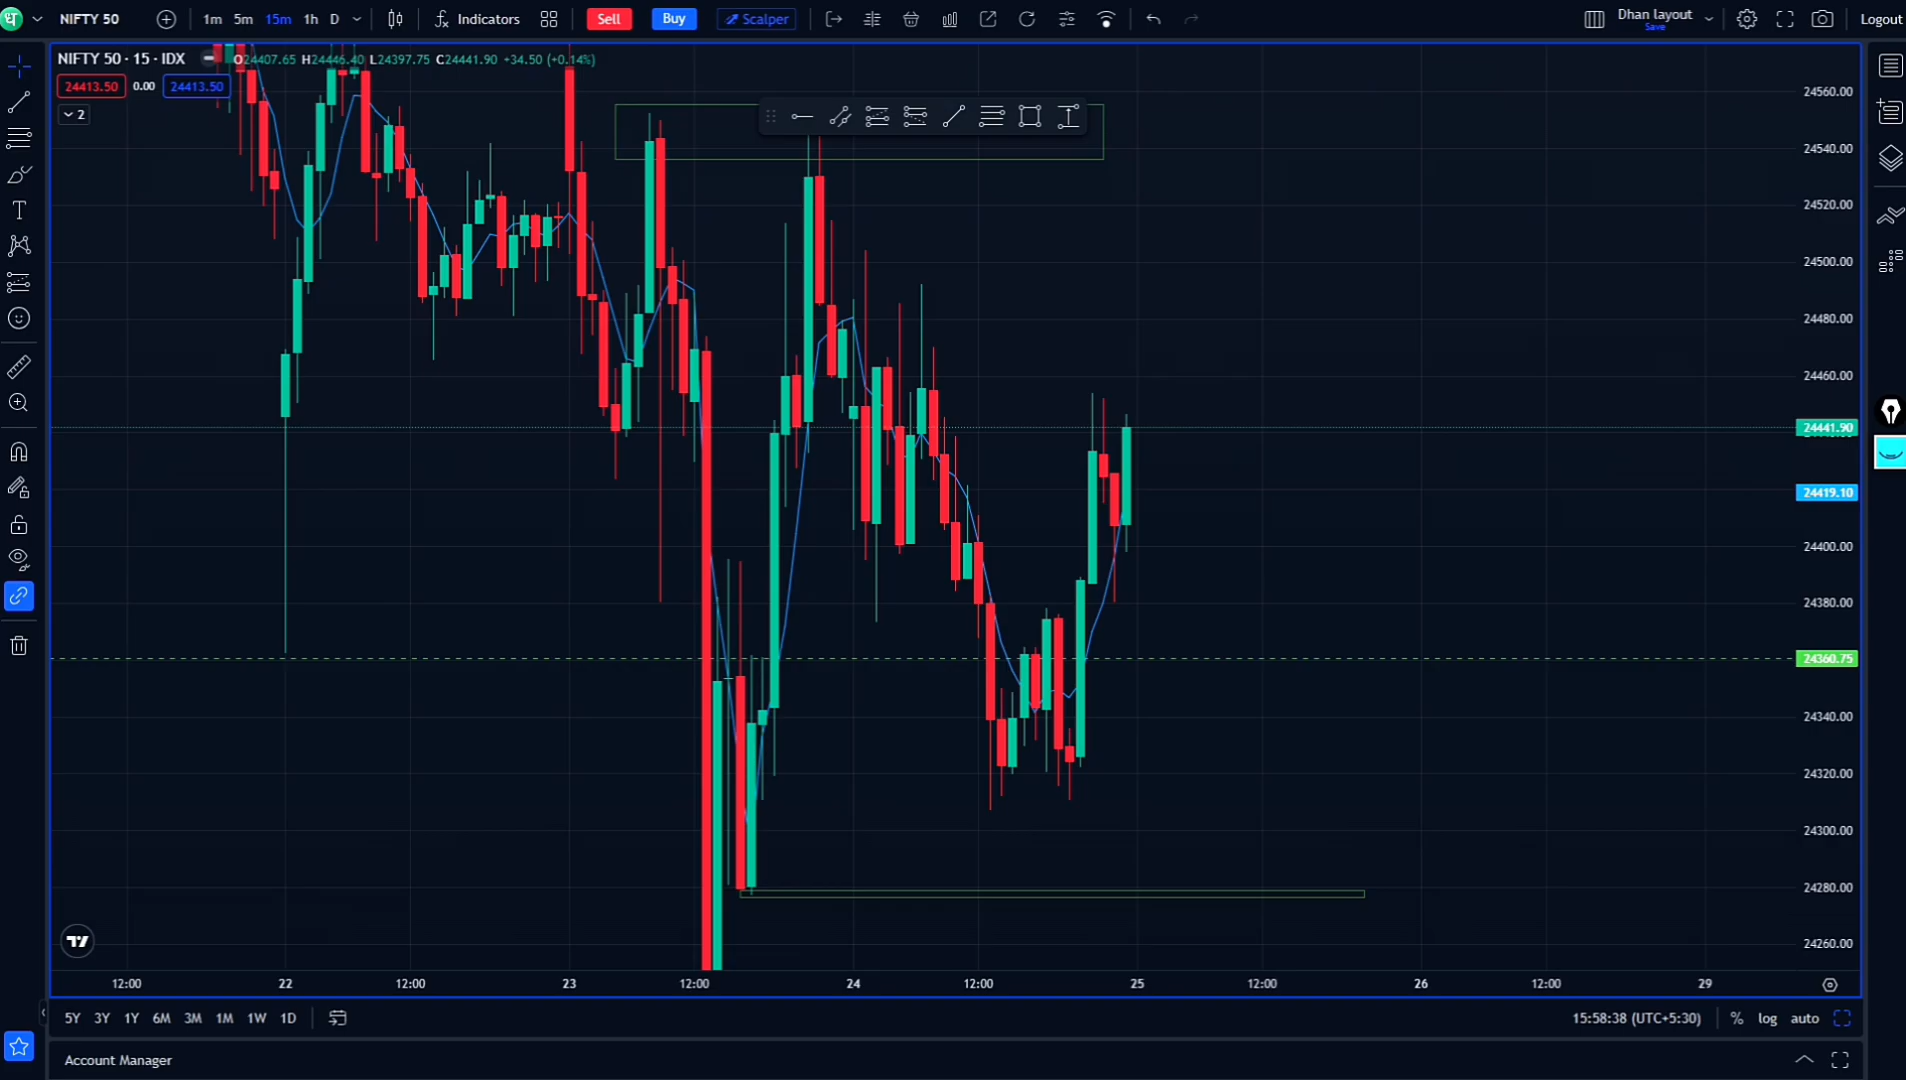 धन NIFTY 50 1m 5m 15m 1h D Indicators Sell Buy Scalper Dhan layout Save Logout
NIFTY 50 · 15 · IDX O24407.65 H24446.40 L24397.75 C24441.90 +34.50 (+0.14%)
24413.50 0.00 24413.50
2
24560.00
24540.00
24520.00
24500.00
24480.00
24460.00
24441.90
24419.10
24400.00
24380.00
24360.75
24340.00
24320.00
24300.00
24280.00
24260.00
12:00 22 12:00 23 12:00 24 12:00 25 12:00 26 12:00 29
5Y 3Y 1Y 6M 3M 1M 1W 1D 15:58:38 (UTC+5:30) % log auto
Account Manager